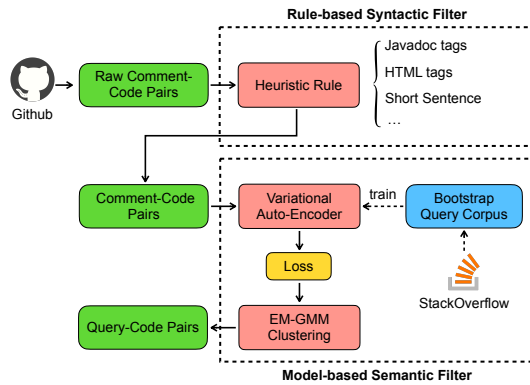 Rule-based Syntactic Filter
Raw Comment-
Code Pairs
Heuristic Rule
Javadoc tags
HTML tags
Short Sentence
...
Github
Comment-Code
Pairs
Variational
Auto-Encoder
train
Bootstrap
Query Corpus
Loss
StackOverflow
Query-Code Pairs
EM-GMM
Clustering
Model-based Semantic Filter